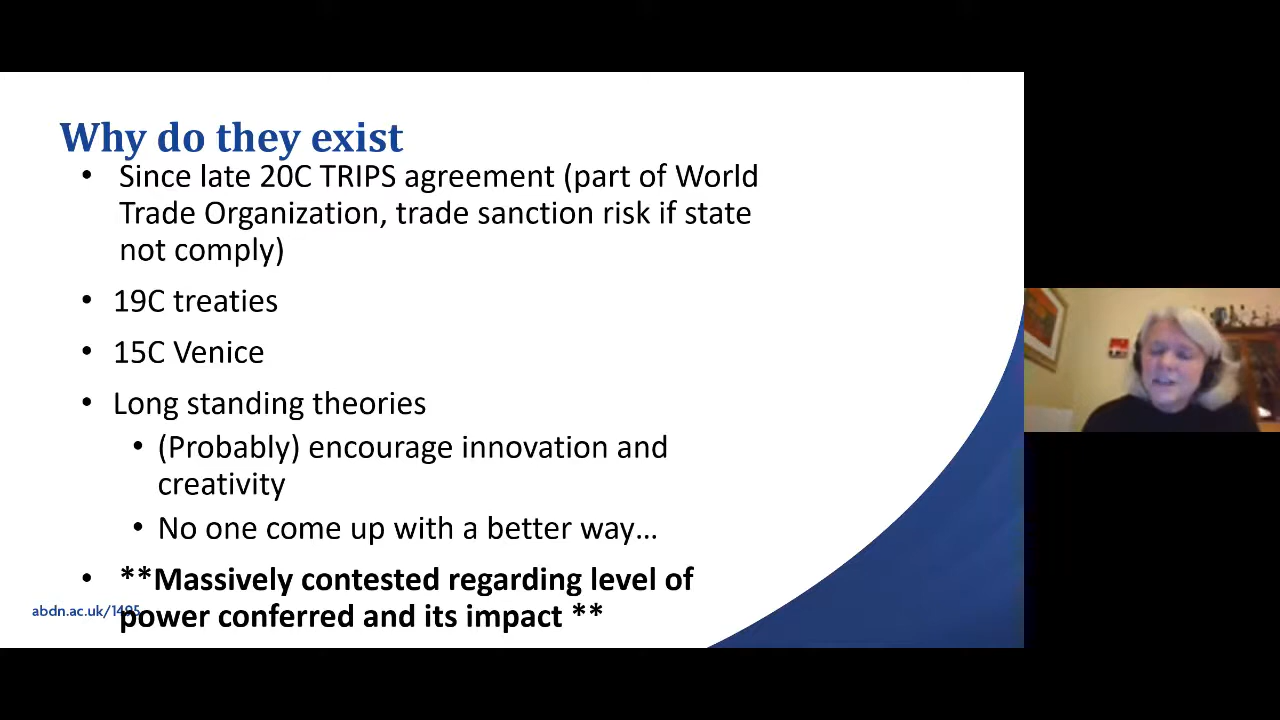 Why do they exist
• Since late 20C TRIPS agreement (part of World
Trade Organization, trade sanction risk if state
not comply)
• 19C treaties
• 15C Venice
• Long standing theories
• (Probably) encourage innovation and
creativity
• No one come up with a better way…
• **Massively contested regarding level of
power conferred and its impact **
abdn.ac.uk/1495